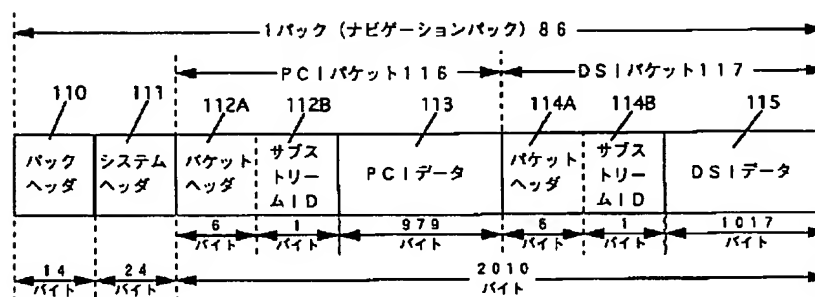 1パック(ナビゲーションパック)86
PCIパケット116
DSIパケット117
110
111
112A
112B
113
114A
114B
115
パック
ヘッダ
システム
ヘッダ
パケット
ヘッダ
サブス
トリー
ムID
PCIデータ
パケット
ヘッダ
サブス
トリー
ムID
DSIデータ
6
バイト
1
バイト
979
バイト
6
バイト
1
バイト
1017
バイト
14
バイト
24
バイト
2010
バイト